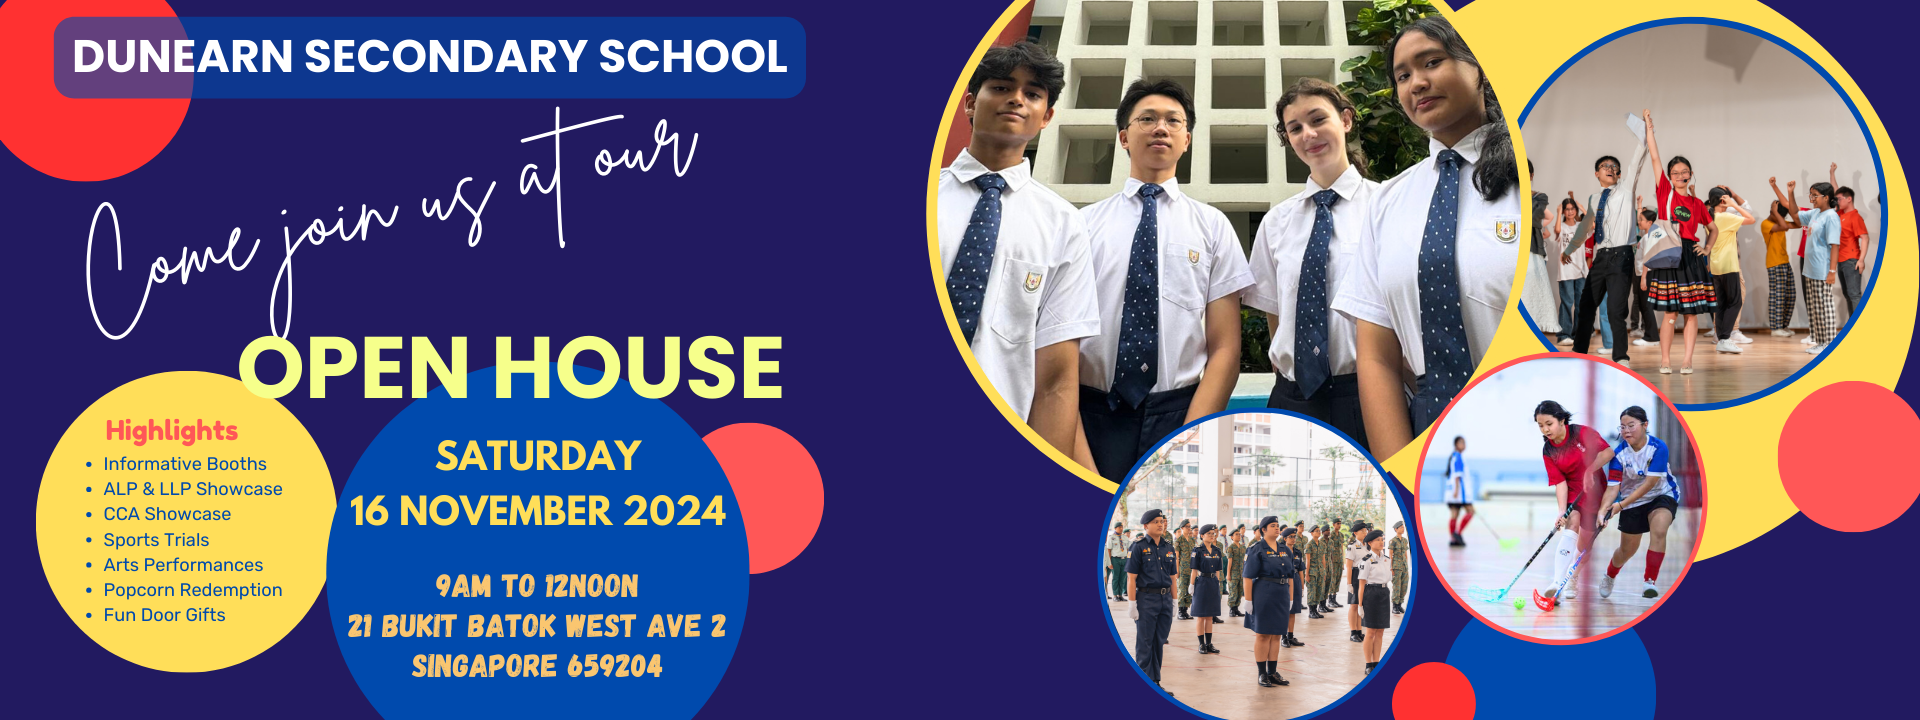 DUNEARN SECONDARY SCHOOL
Come join us at our
OPEN HOUSE
Highlights
• Informative Booths
• ALP & LLP Showcase
• CCA Showcase
• Sports Trials
• Arts Performances
• Popcorn Redemption
• Fun Door Gifts
SATURDAY
16 NOVEMBER 2024
9AM TO 12NOON
21 BUKIT BATOK WEST AVE 2
SINGAPORE 659204